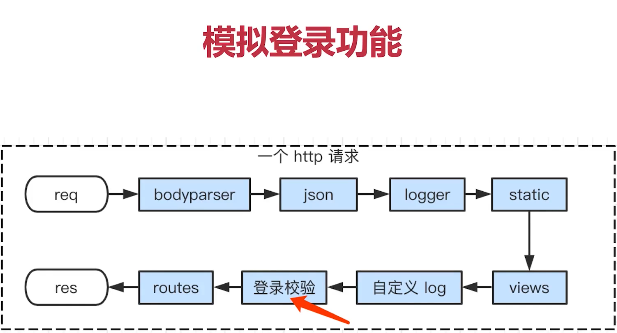 模拟登录功能
一个 http 请求
req
bodyparser
json
logger
static
res
routes
登录校验
自定义 log
views